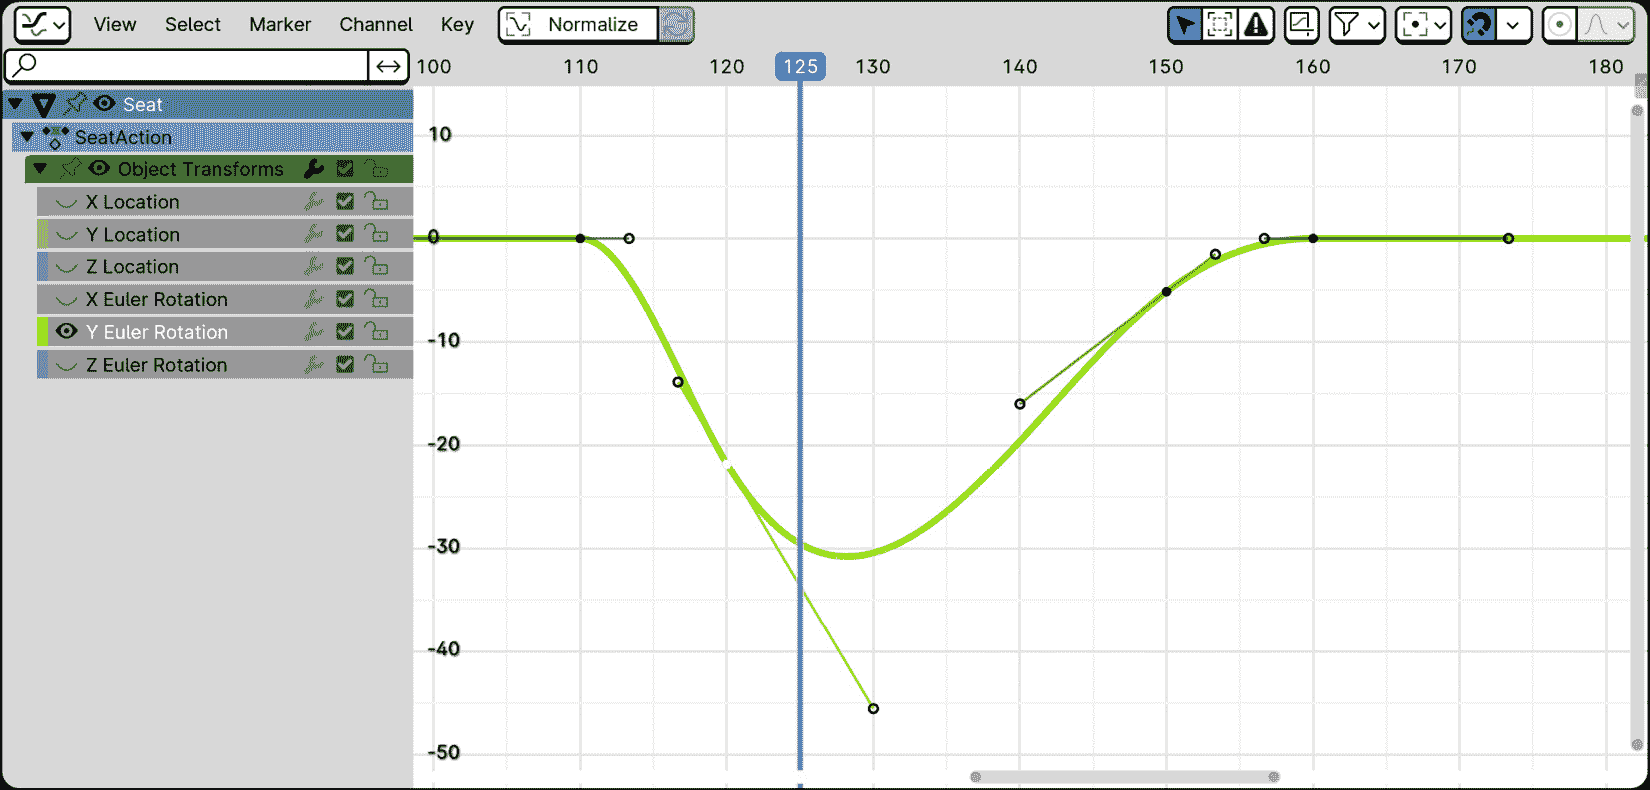 View Select Marker Channel Key Normalize
100 110 120 125 130 140 150 160 170 180
Seat
SeatAction
Object Transforms
X Location
Y Location
Z Location
X Euler Rotation
Y Euler Rotation
Z Euler Rotation
10
0
-10
-20
-30
-40
-50